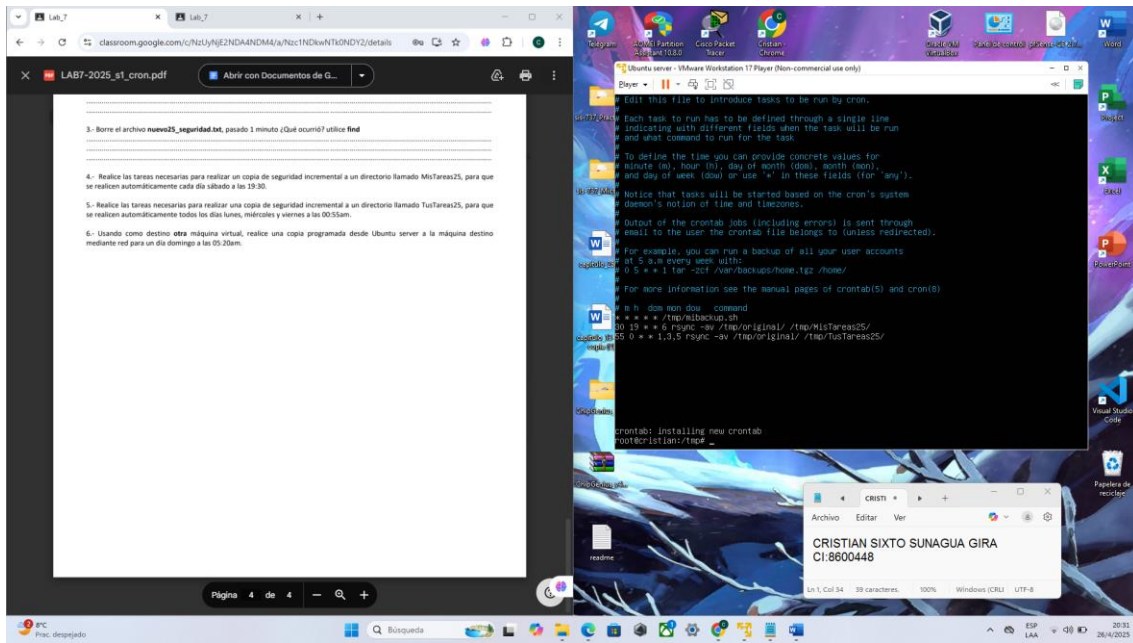 Lab_7
Lab_7
classroom.google.com/c/NzUyNjE2NDA4NDM4/a/Nzc1NDkwNTk0NDY2/details
LAB7-2025_s1_cron.pdf
Abrir con Documentos de G...
3.- Borre el archivo nuevo25_seguridad.txt, pasado 1 minuto ¿Qué ocurrió? utilice find
4.- Realice las tareas necesarias para realizar un copia de seguridad incremental a un directorio llamado MisTareas25, para que
se realicen automáticamente cada día sábado a las 19:30.
5.- Realice las tareas necesarias para realizar una copia de seguridad incremental a un directorio llamado TusTareas25, para que
se realicen automáticamente todos los días lunes, miércoles y viernes a las 00:55am.
6.- Usando como destino otra máquina virtual, realice una copia programada desde Ubuntu server a la máquina destino
mediante red para un día domingo a las 05:20am.
Página 4 de 4
Telegram
AOMEI Partition
Assistant 10.8.0
Cisco Packet
Tracer
Cristian -
Chrome
Oracle VM
VirtualBox
Panel de control
Word
Ubuntu server - VMware Workstation 17 Player (Non-commercial use only)
Player
# Edit this file to introduce tasks to be run by cron.
#
# Each task to run has to be defined through a single line
# indicating with different fields when the task will be run
# and what command to run for the task
#
# To define the time you can provide concrete values for
# minute (m), hour (h), day of month (dom), month (mon),
# and day of week (dow) or use '*' in these fields (for 'any').
#
# Notice that tasks will be started based on the cron's system
# daemon's notion of time and timezones.
#
# Output of the crontab jobs (including errors) is sent through
# email to the user the crontab file belongs to (unless redirected).
#
# For example, you can run a backup of all your user accounts
# at 5 a.m every week with:
# 0 5 * * 1 tar -zcf /var/backups/home.tgz /home/
#
# For more information see the manual pages of crontab(5) and cron(8)
#
# m h  dom mon dow   command
* * * * * /tmp/mibackup.sh
30 19 * * 6 rsync -av /tmp/original/ /tmp/MisTareas25/
55 0 * * 1,3,5 rsync -av /tmp/original/ /tmp/TusTareas25/
crontab: installing new crontab
root@cristian:/tmp# _
Project
Excel
PowerPoint
Visual Studio
Code
Papelera de
reciclaje
readme
CRISTI
Archivo Editar Ver
CRISTIAN SIXTO SUNAGUA GIRA
CI:8600448
Ln 1, Col 34 39 caracteres. 100% Windows (CRLI UTF-8
8°C
Prac. despejado
Búsqueda
ESP
LAA
20:31